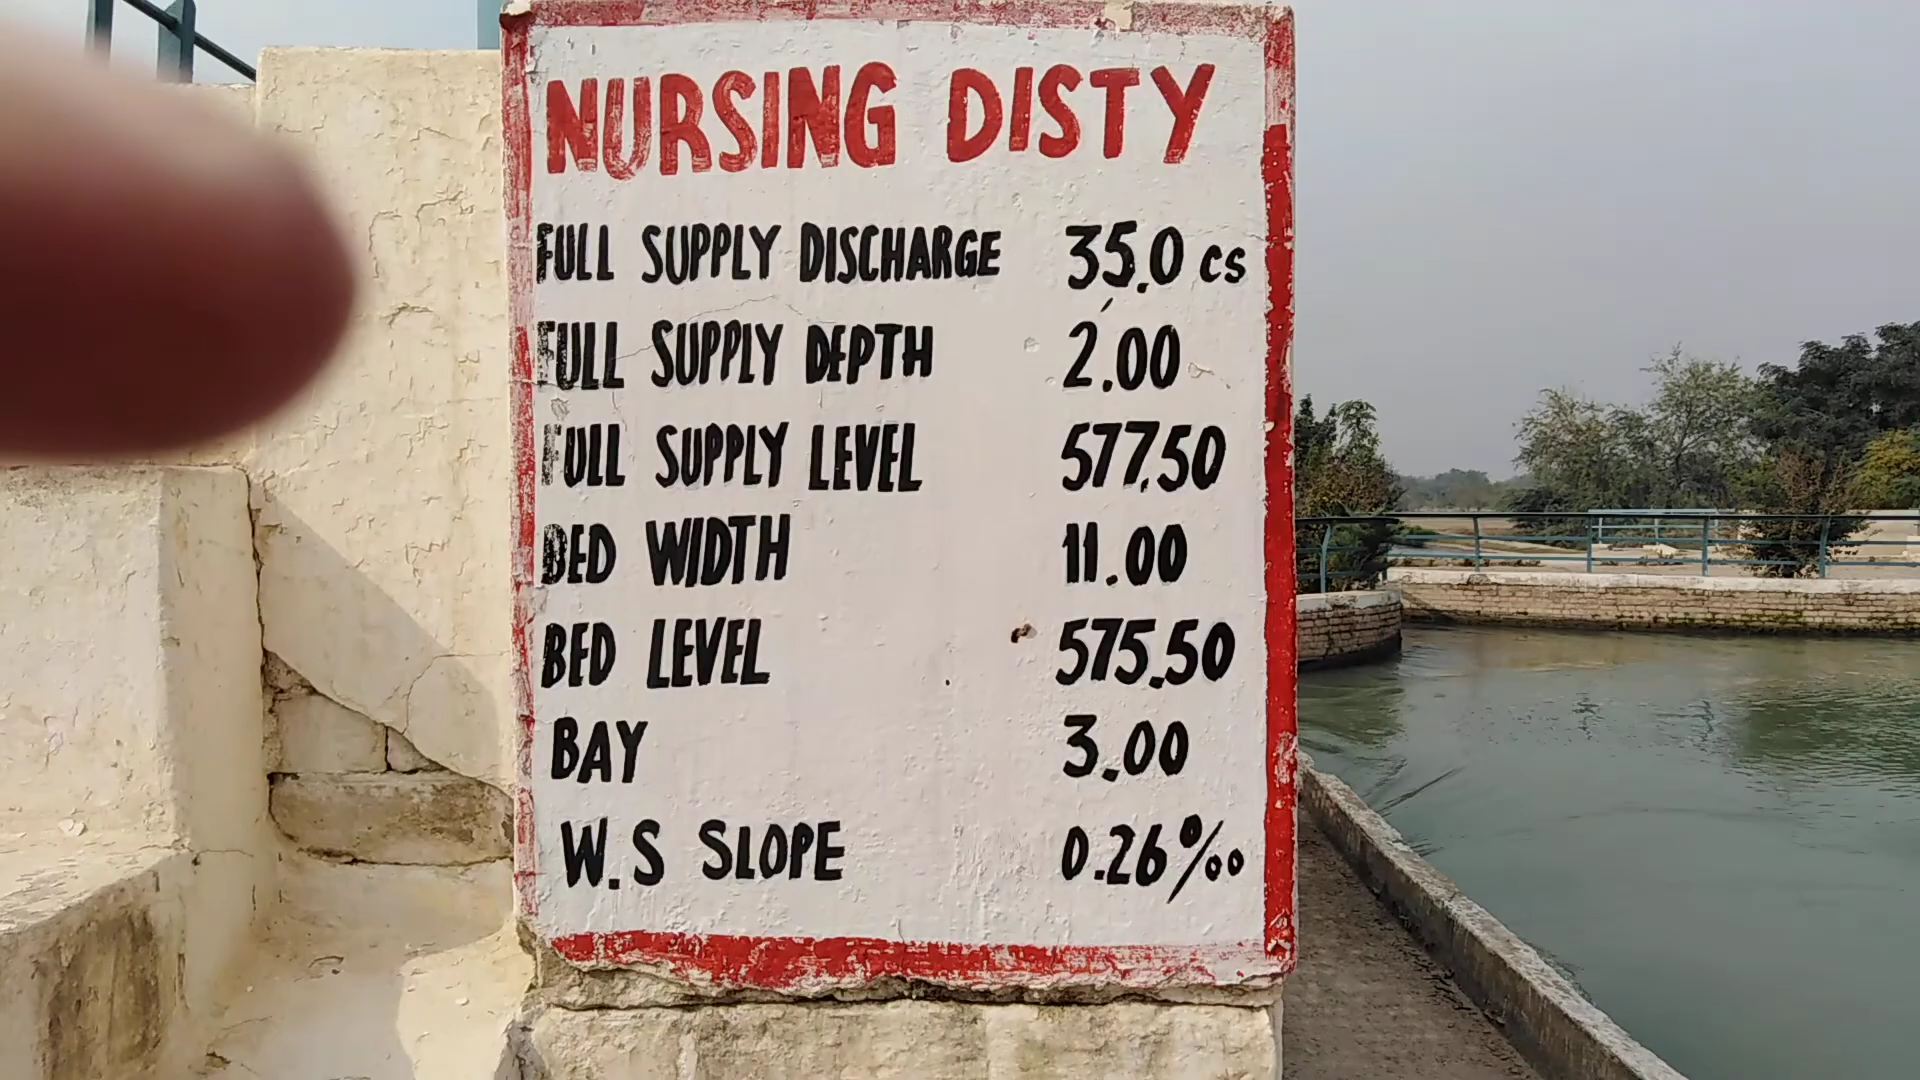 NURSING DISTY
FULL SUPPLY DISCHARGE 35.0 cs
FULL SUPPLY DEPTH 2.00
FULL SUPPLY LEVEL 577.50
BED WIDTH 11.00
BED LEVEL 575.50
BAY 3.00
W.S SLOPE 0.26‰